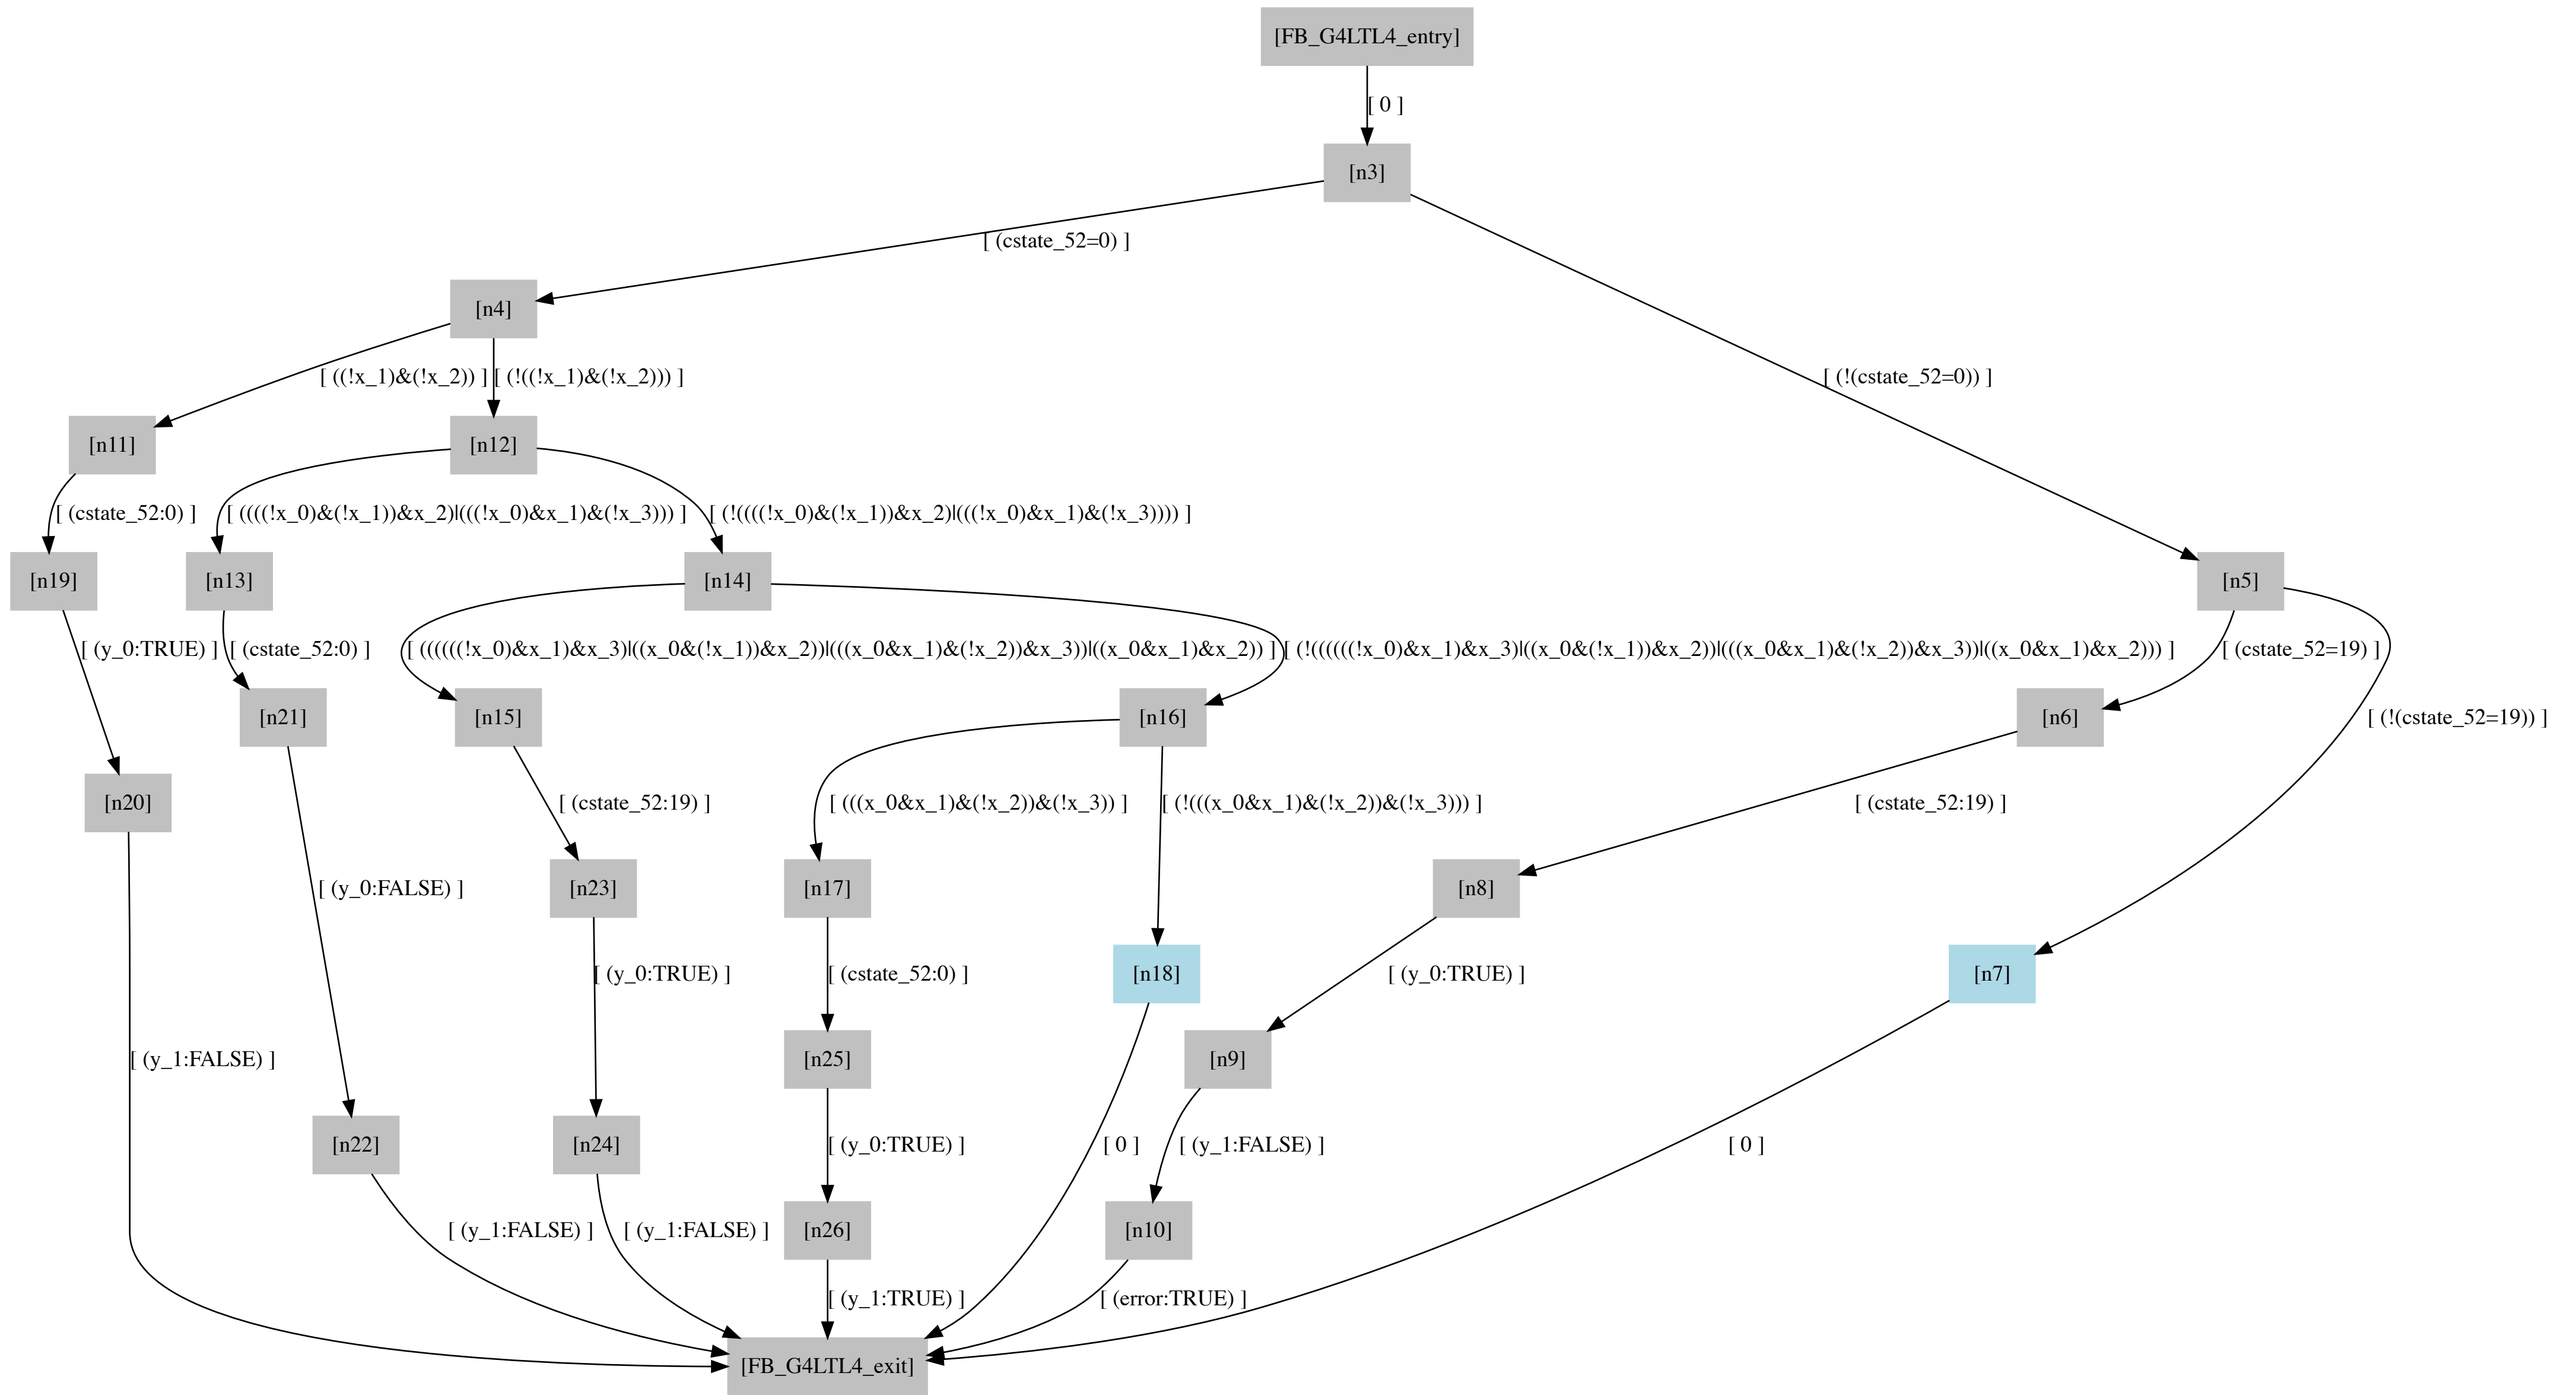 [FB_G4LTL4_entry]
[ 0 ]
[n3]
[ (cstate_52=0) ]
[n4]
[ ((!x_1)&(!x_2)) ] [ (!((!x_1)&(!x_2))) ] [ (!(cstate_52=0)) ]
[n11] [n12]
[ (cstate_52:0) ] [ ((((!x_0)&(!x_1))&x_2)|(((!x_0)&x_1)&(!x_3))) ] [ (!((((!x_0)&(!x_1))&x_2)|(((!x_0)&x_1)&(!x_3)))) ]
[n19] [n13] [n14] [n5]
[ (y_0:TRUE) ] [ (cstate_52:0) ] [ ((((((!x_0)&x_1)&x_3)|((x_0&(!x_1))&x_2))|(((x_0&x_1)&(!x_2))&x_3))|((x_0&x_1)&x_2)) ] [ (!((((((!x_0)&x_1)&x_3)|((x_0&(!x_1))&x_2))|(((x_0&x_1)&(!x_2))&x_3))|((x_0&x_1)&x_2))) ] [ (cstate_52=19) ]
[n21] [n15] [n16] [n6] [ (!(cstate_52=19)) ]
[n20] [ (cstate_52:19) ] [ (((x_0&x_1)&(!x_2))&(!x_3)) ] [ (!(((x_0&x_1)&(!x_2))&(!x_3))) ] [ (cstate_52:19) ]
[ (y_0:FALSE) ] [n23] [n17] [n8]
[ (y_0:TRUE) ] [ (cstate_52:0) ] [n18] [ (y_0:TRUE) ] [n7]
[ (y_1:FALSE) ] [n25] [n9]
[n22] [n24] [ (y_0:TRUE) ] [ 0 ] [ (y_1:FALSE) ] [ 0 ]
[ (y_1:FALSE) ] [ (y_1:FALSE) ] [n26] [n10]
[ (y_1:TRUE) ] [ (error:TRUE) ]
[FB_G4LTL4_exit]